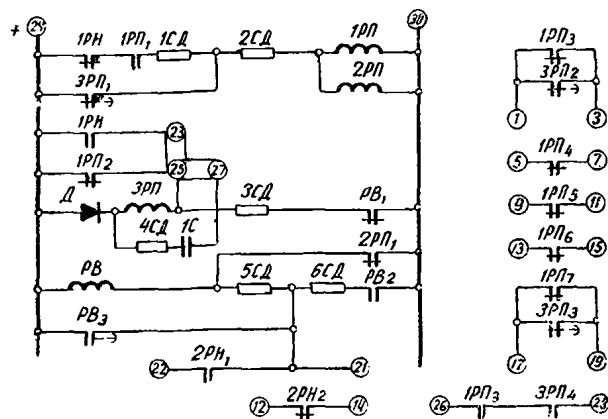 + 29 30
1РН 1РП₁ 1СД 2СД 1РП
3РП₁ 2РП
1РН 23
1РП₂ 25 27
Д 3РП 3СД РВ₁
4СД 1С
2РП₁
РВ 5СД 6СД РВ₂
РВ₃
22 2РН₁ 21
12 2РН₂ 14
1РП₃
3РП₂
1 3
5 1РП₄ 7
9 1РП₅ 11
13 1РП₆ 15
1РП₇
3РП₃
17 19
26 1РП₃ 3РП₄ 23